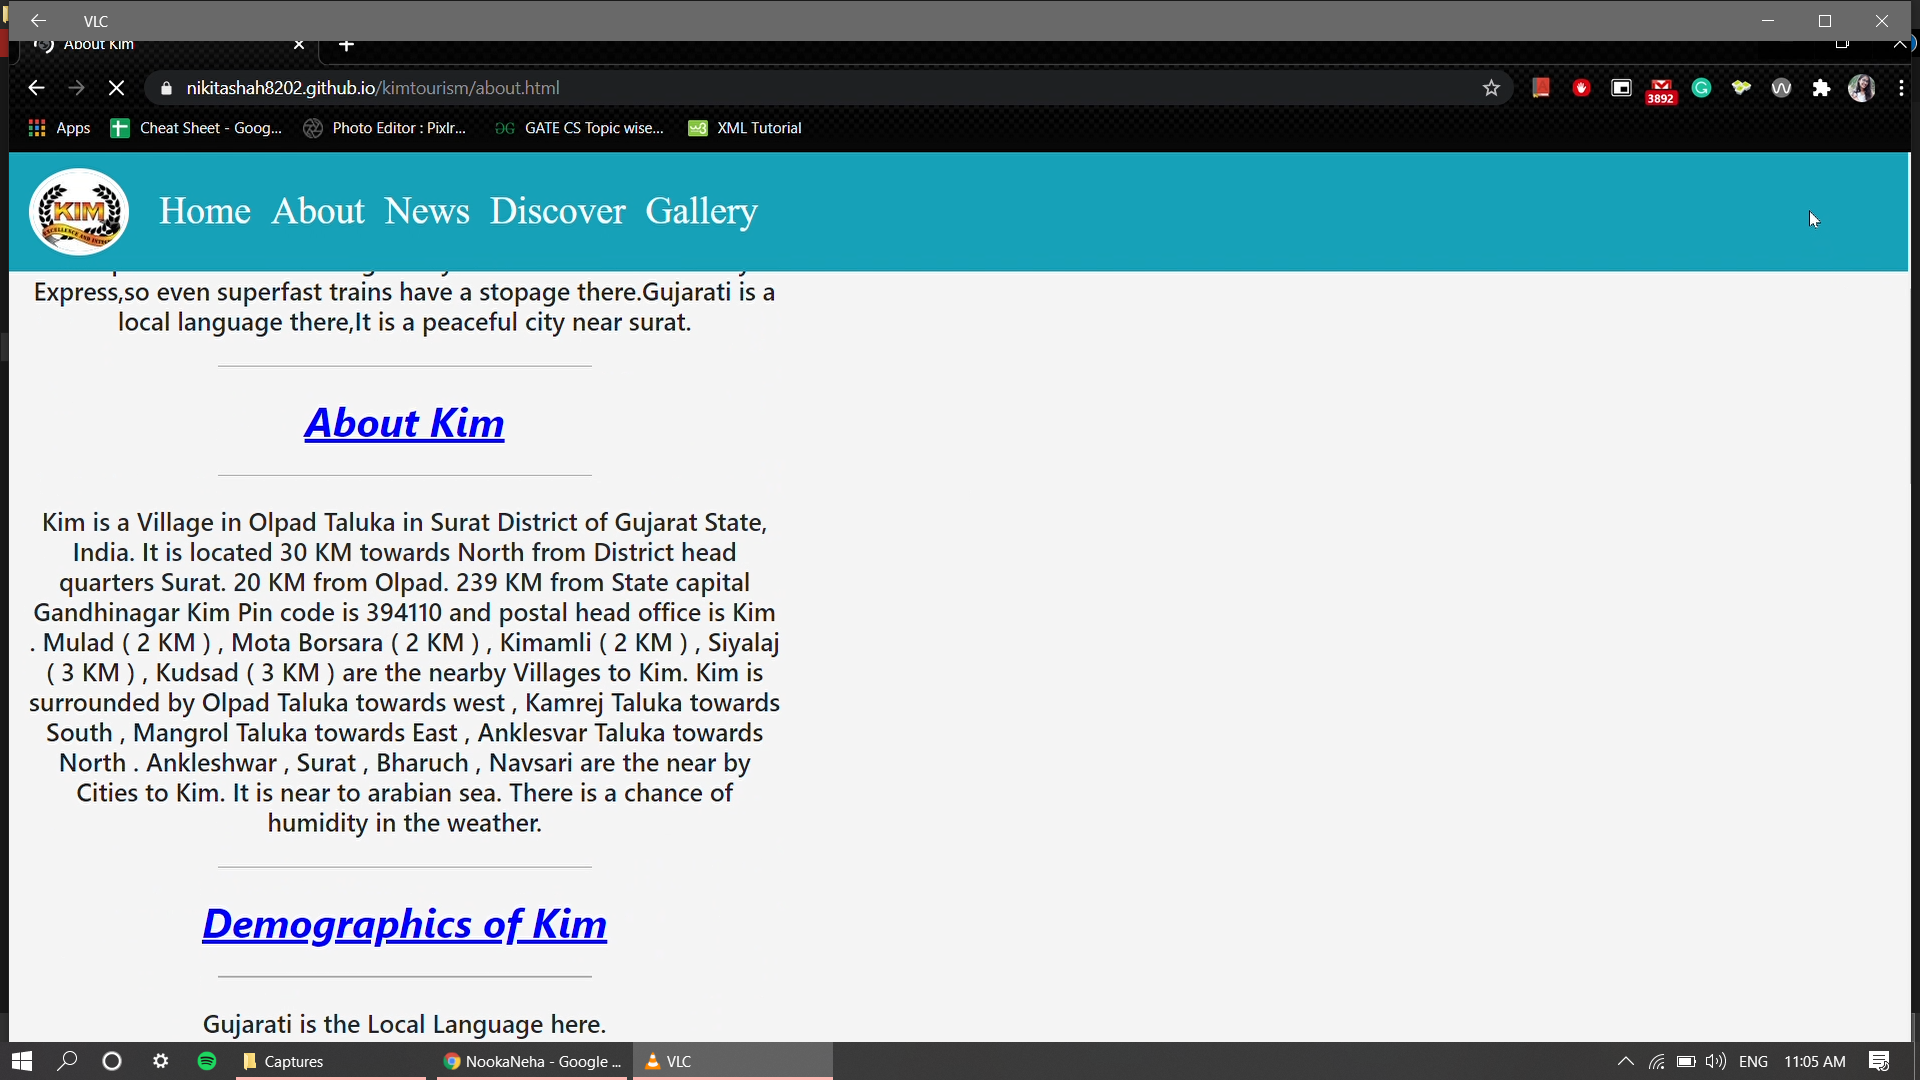 VLC
About Kim
nikitashah8202.github.io/kimtourism/about.html
3892
Apps
Cheat Sheet - Goog...
Photo Editor : Pixlr...
GATE CS Topic wise...
XML Tutorial
KIM
EXCELLENCE AND
Home About News Discover Gallery
Express,so even superfast trains have a stopage there.Gujarati is a
local language there,It is a peaceful city near surat.
About Kim
Kim is a Village in Olpad Taluka in Surat District of Gujarat State,
India. It is located 30 KM towards North from District head
quarters Surat. 20 KM from Olpad. 239 KM from State capital
Gandhinagar Kim Pin code is 394110 and postal head office is Kim
. Mulad ( 2 KM ) , Mota Borsara ( 2 KM ) , Kimamli ( 2 KM ) , Siyalaj
( 3 KM ) , Kudsad ( 3 KM ) are the nearby Villages to Kim. Kim is
surrounded by Olpad Taluka towards west , Kamrej Taluka towards
South , Mangrol Taluka towards East , Anklesvar Taluka towards
North . Ankleshwar , Surat , Bharuch , Navsari are the near by
Cities to Kim. It is near to arabian sea. There is a chance of
humidity in the weather.
Demographics of Kim
Gujarati is the Local Language here.
Captures
NookaNeha - Google ...
VLC
ENG
11:05 AM